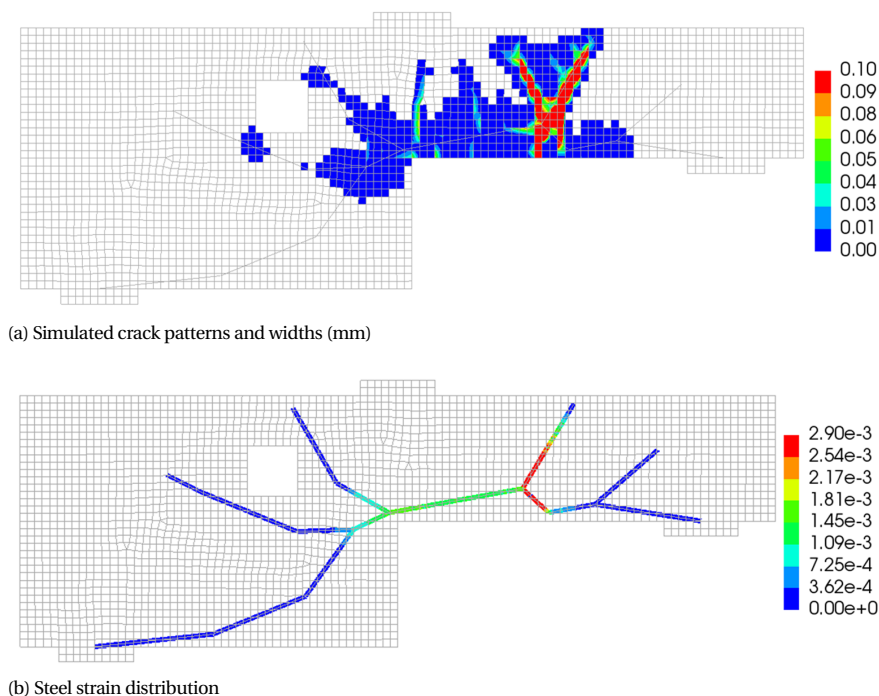 0.10
0.09
0.08
0.06
0.05
0.04
0.03
0.01
0.00
(a) Simulated crack patterns and widths (mm)
2.90e-3
2.54e-3
2.17e-3
1.81e-3
1.45e-3
1.09e-3
7.25e-4
3.62e-4
0.00e+0
(b) Steel strain distribution